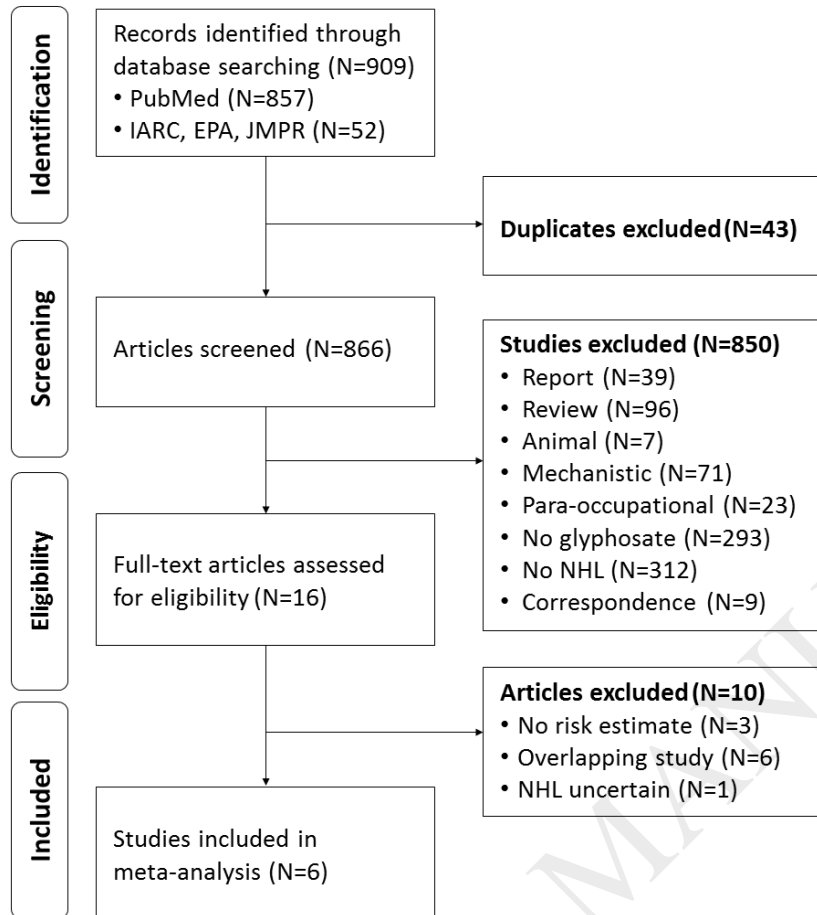 Identification
Records identified through
database searching (N=909)
• PubMed (N=857)
• IARC, EPA, JMPR (N=52)
Duplicates excluded (N=43)
Screening
Articles screened (N=866)
Studies excluded (N=850)
• Report (N=39)
• Review (N=96)
• Animal (N=7)
• Mechanistic (N=71)
• Para-occupational (N=23)
• No glyphosate (N=293)
• No NHL (N=312)
• Correspondence (N=9)
Eligibility
Full-text articles assessed
for eligibility (N=16)
Articles excluded (N=10)
• No risk estimate (N=3)
• Overlapping study (N=6)
• NHL uncertain (N=1)
Included
Studies included in
meta-analysis (N=6)
MANU